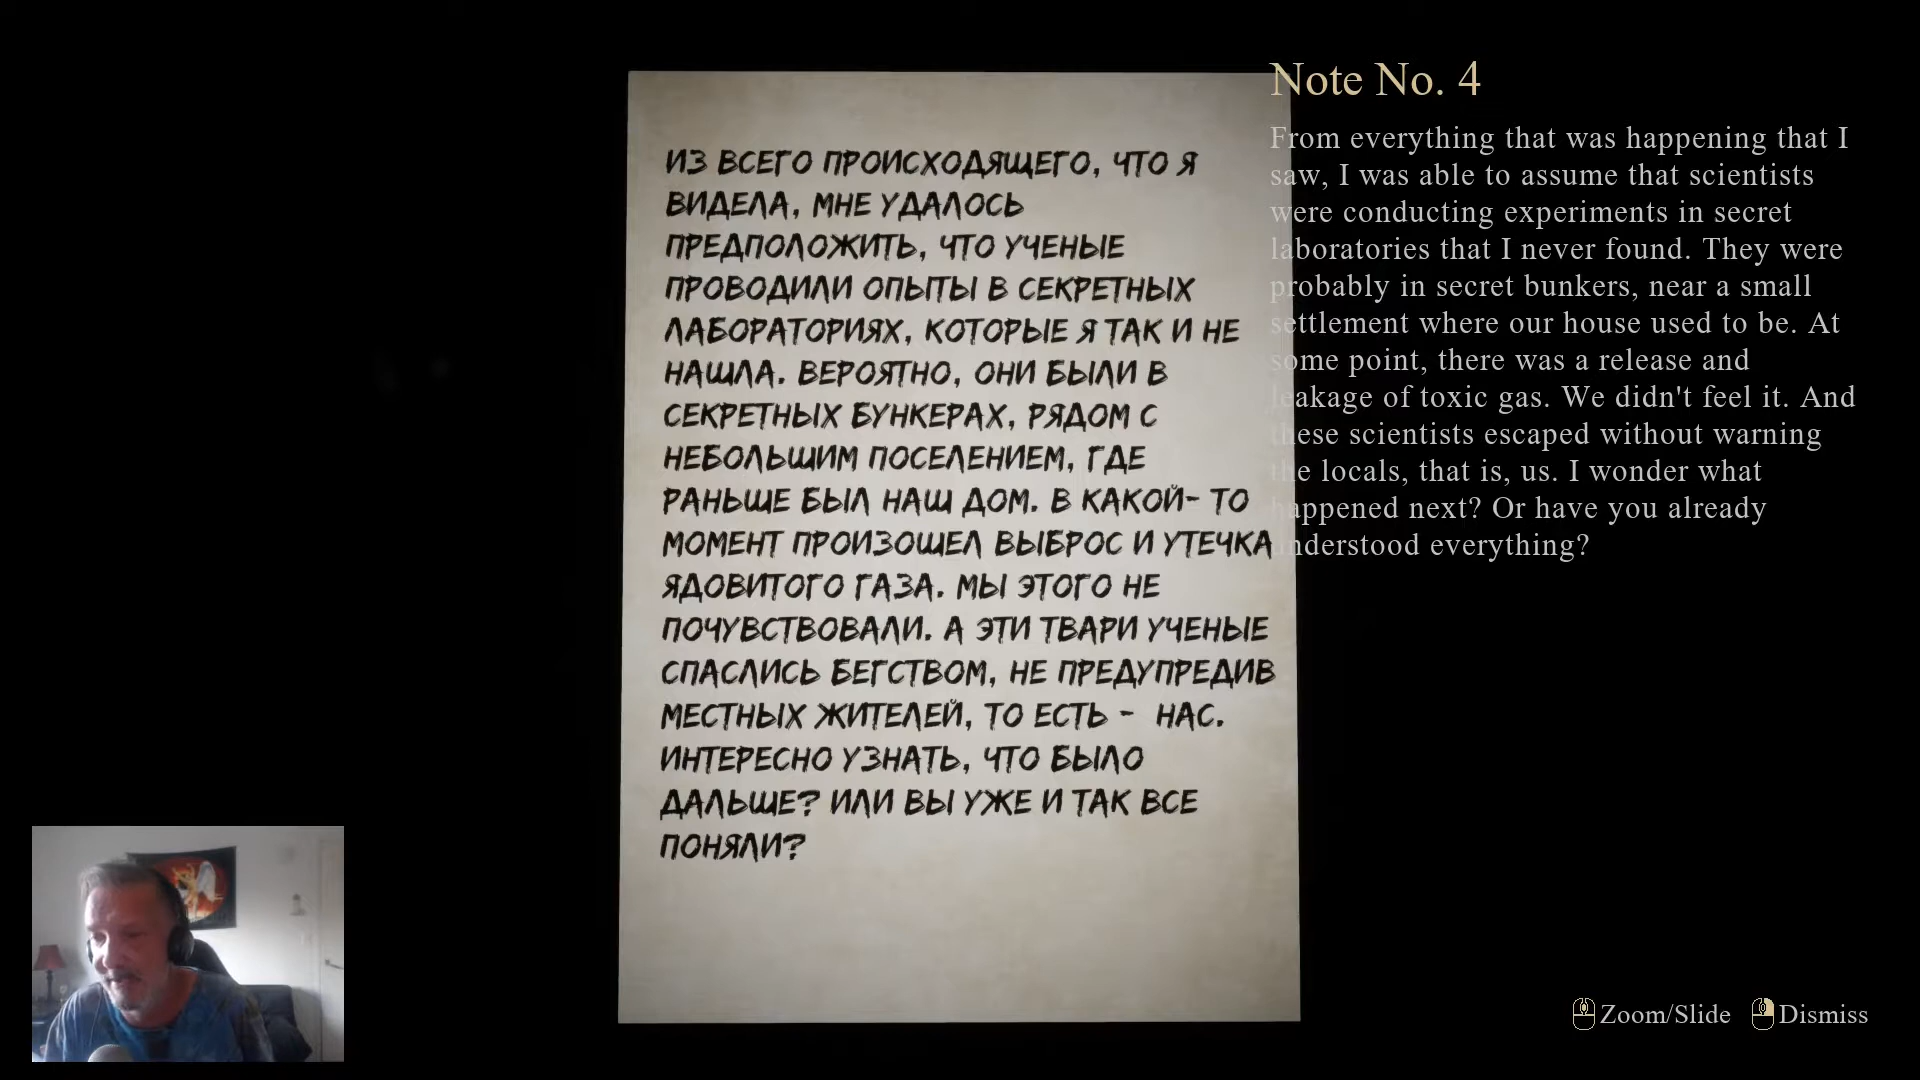 ИЗ ВСЕГО ПРОИСХОДЯЩЕГО, ЧТО Я
ВИДЕЛА, МНЕ УДАЛОСЬ
ПРЕДПОЛОЖИТЬ, ЧТО УЧЕНЫЕ
ПРОВОДИЛИ ОПЫТЫ В СЕКРЕТНЫХ
ЛАБОРАТОРИЯХ, КОТОРЫЕ Я ТАК И НЕ
НАШЛА. ВЕРОЯТНО, ОНИ БЫЛИ В
СЕКРЕТНЫХ БУНКЕРАХ, РЯДОМ С
НЕБОЛЬШИМ ПОСЕЛЕНИЕМ, ГДЕ
РАНЬШЕ БЫЛ НАШ ДОМ. В КАКОЙ- ТО
МОМЕНТ ПРОИЗОШЕЛ ВЫБРОС И УТЕЧКА
ЯДОВИТОГО ГАЗА. МЫ ЭТОГО НЕ
ПОЧУВСТВОВАЛИ. А ЭТИ ТВАРИ УЧЕНЫЕ
СПАСЛИСЬ БЕГСТВОМ, НЕ ПРЕДУПРЕДИВ
МЕСТНЫХ ЖИТЕЛЕЙ, ТО ЕСТЬ - НАС.
ИНТЕРЕСНО УЗНАТЬ, ЧТО БЫЛО
ДАЛЬШЕ? ИЛИ ВЫ УЖЕ И ТАК ВСЕ
ПОНЯЛИ?
Note No. 4
From everything that was happening that I
saw, I was able to assume that scientists
were conducting experiments in secret
laboratories that I never found. They were
probably in secret bunkers, near a small
settlement where our house used to be. At
some point, there was a release and
leakage of toxic gas. We didn't feel it. And
these scientists escaped without warning
the locals, that is, us. I wonder what
happened next? Or have you already
understood everything?
Zoom/Slide Dismiss